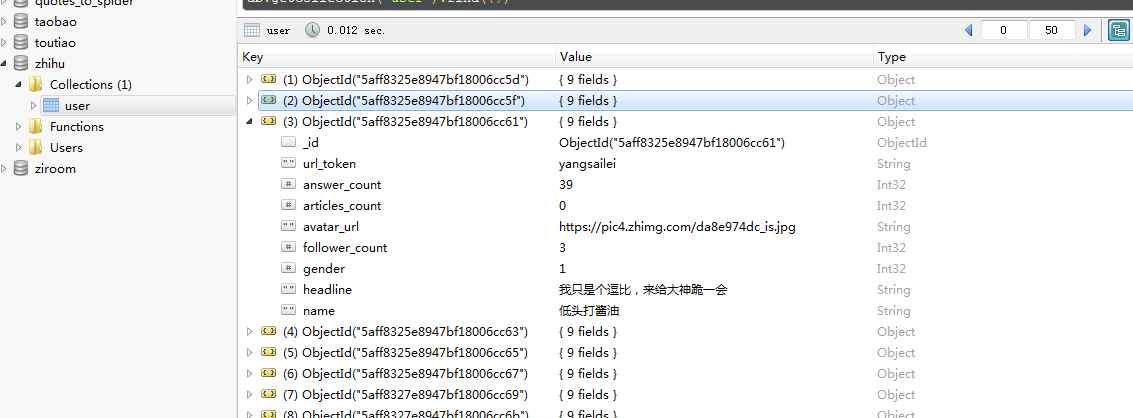 quotes_to_spider
taobao
toutiao
zhihu
Collections (1)
user
Functions
Users
ziroom
db.getCollection('user').find({})
user 0.012 sec. 0 50
Key Value Type
(1) ObjectId("5aff8325e8947bf18006cc5d") { 9 fields } Object
(2) ObjectId("5aff8325e8947bf18006cc5f") { 9 fields } Object
(3) ObjectId("5aff8325e8947bf18006cc61") { 9 fields } Object
_id ObjectId("5aff8325e8947bf18006cc61") ObjectId
url_token yangsailei String
answer_count 39 Int32
articles_count 0 Int32
avatar_url https://pic4.zhimg.com/da8e974dc_is.jpg String
follower_count 3 Int32
gender 1 Int32
headline 我只是个逗比，来给大神跪一会 String
name 低头打酱油 String
(4) ObjectId("5aff8325e8947bf18006cc63") { 9 fields } Object
(5) ObjectId("5aff8325e8947bf18006cc65") { 9 fields } Object
(6) ObjectId("5aff8325e8947bf18006cc67") { 9 fields } Object
(7) ObjectId("5aff8327e8947bf18006cc69") { 9 fields } Object
(8) ObjectId("5aff8327e8947bf18006cc6b") { 9 fields } Object